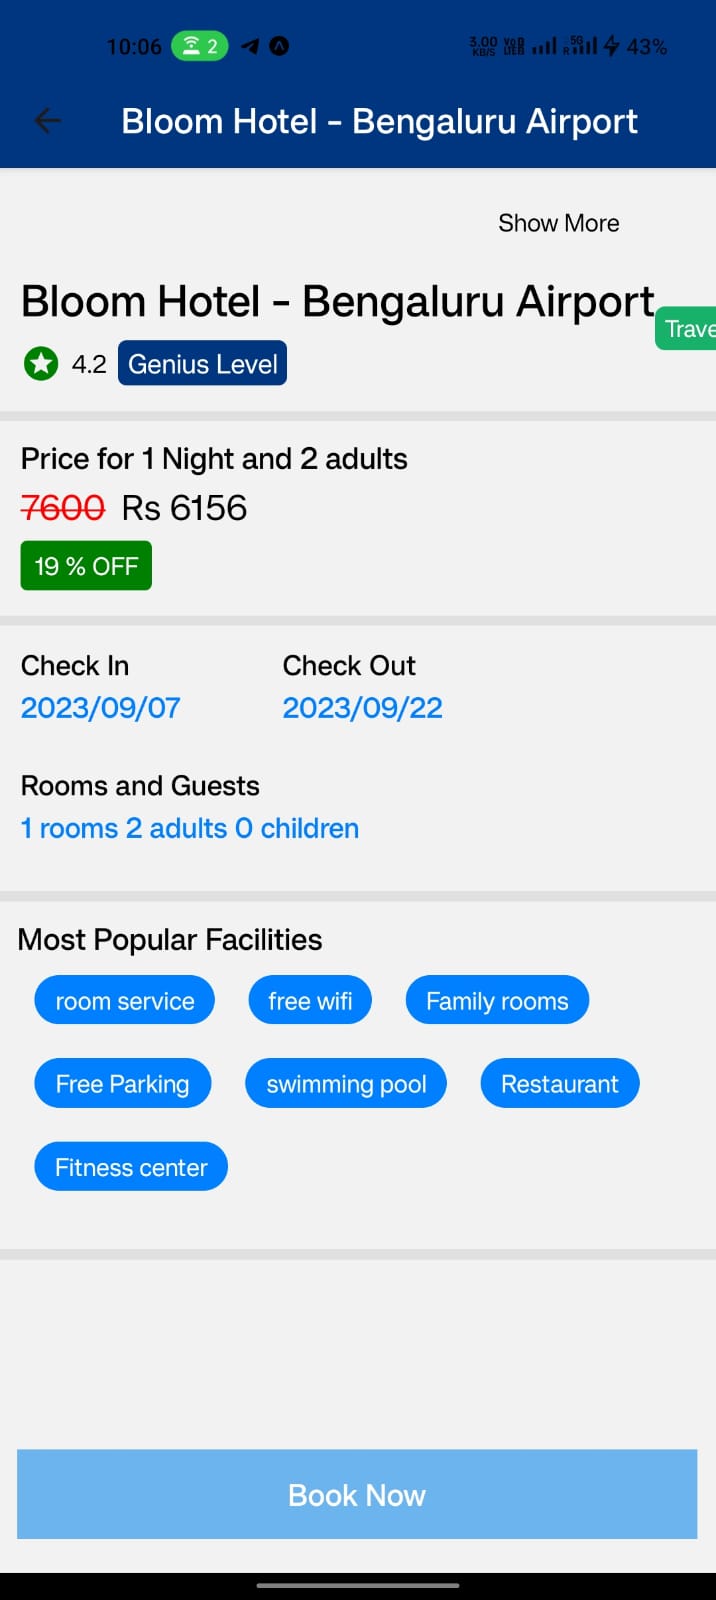 10:06 2 3.00 KB/S VoD LTEB 5G R 43%
Bloom Hotel - Bengaluru Airport
Show More
Bloom Hotel - Bengaluru Airport
Trave
4.2 Genius Level
Price for 1 Night and 2 adults
7600 Rs 6156
19 % OFF
Check In Check Out
2023/09/07 2023/09/22
Rooms and Guests
1 rooms 2 adults 0 children
Most Popular Facilities
room service free wifi Family rooms
Free Parking swimming pool Restaurant
Fitness center
Book Now